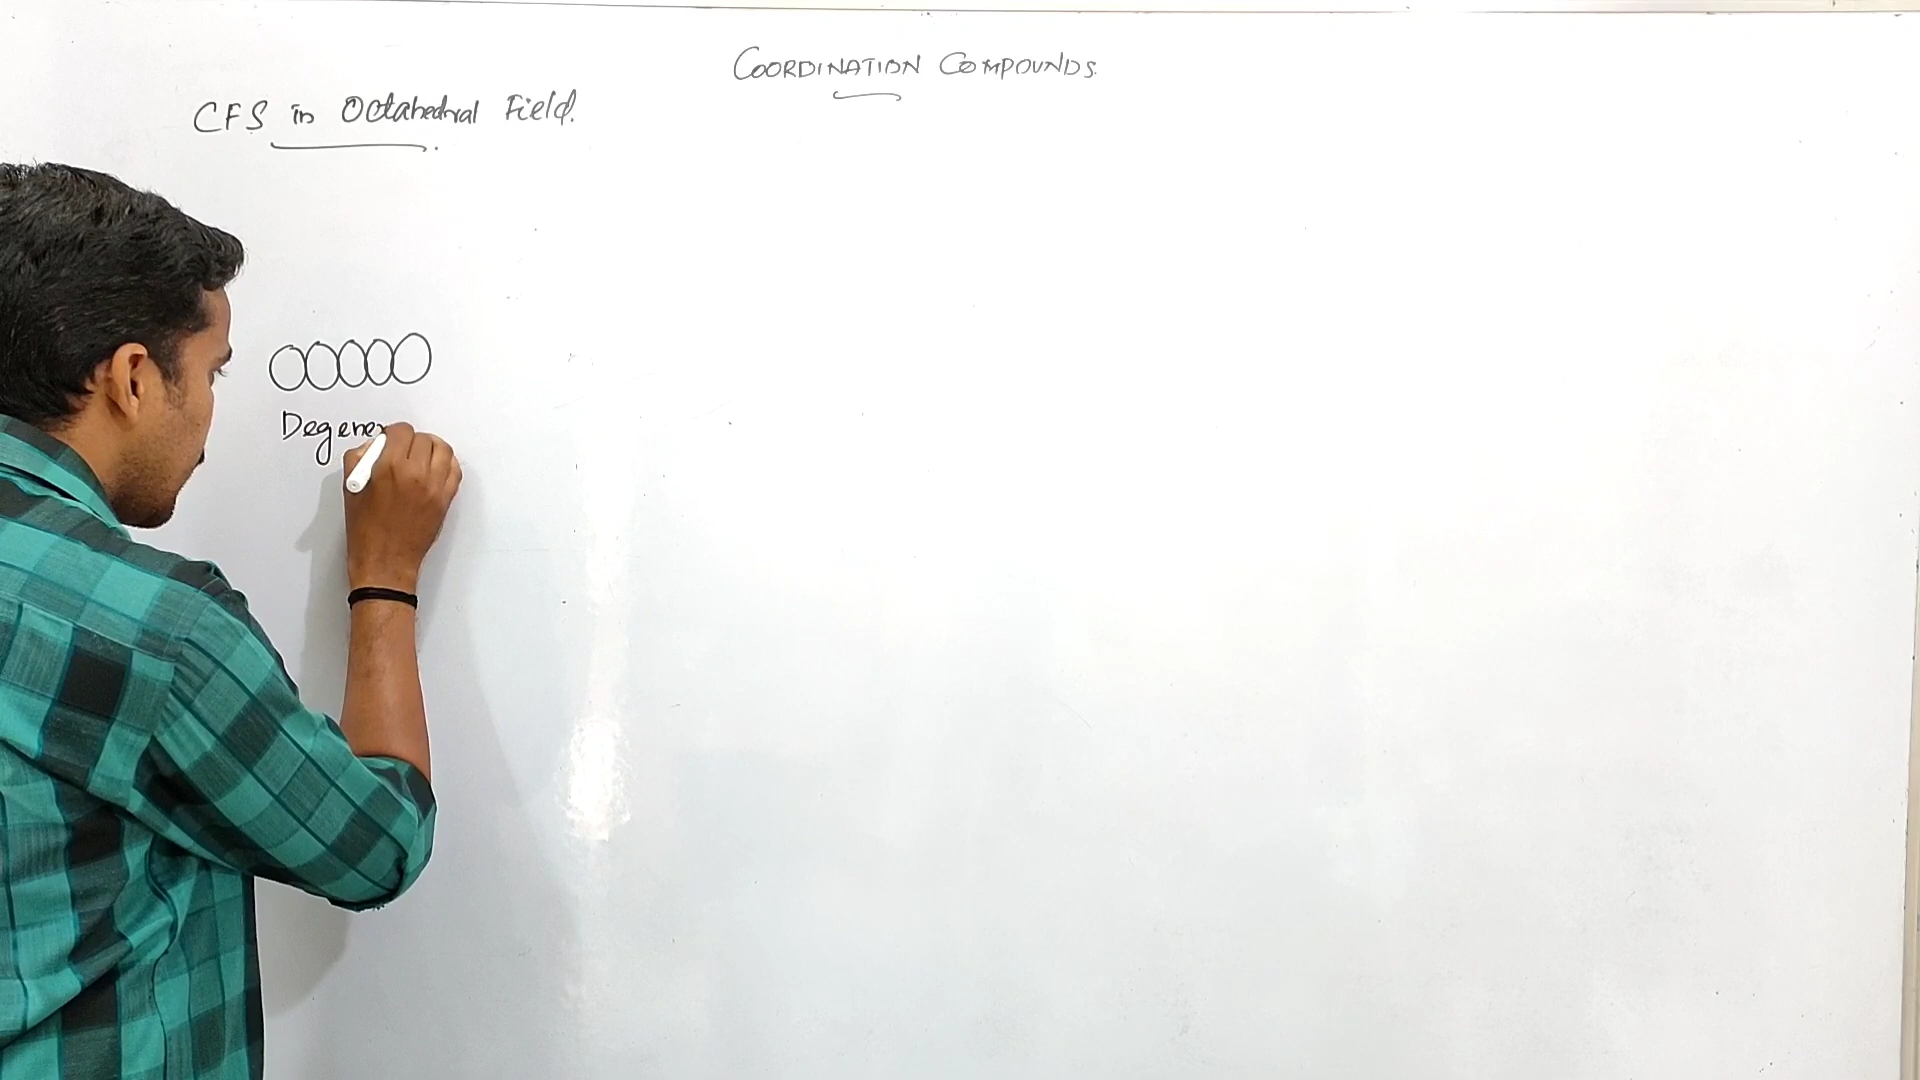 COORDINATION COMPOUNDS.
CFS in Octahedral Field.
Degener